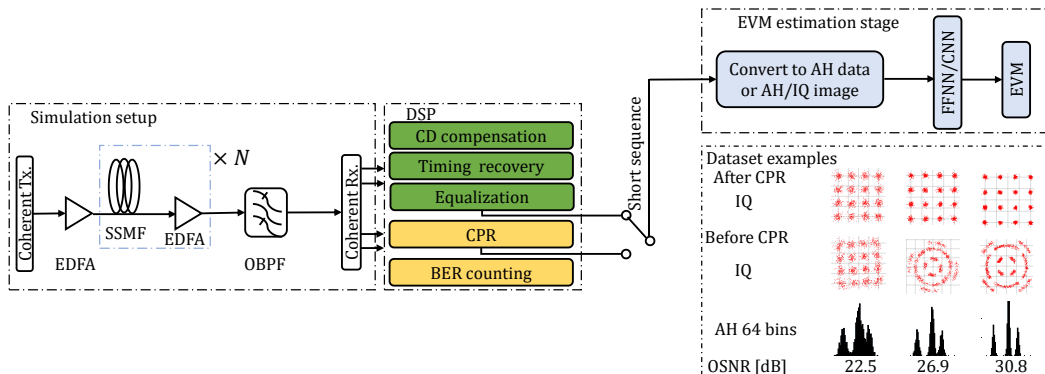 EVM estimation stage
Convert to AH data
or AH/IQ image
FFNN/CNN
EVM
Simulation setup
× N
Coherent Tx.
EDFA
SSMF
EDFA
OBPF
Coherent Rx.
DSP
CD compensation
Timing recovery
Equalization
CPR
BER counting
Short sequence
Dataset examples
After CPR
IQ
Before CPR
IQ
AH 64 bins
OSNR [dB] 22.5 26.9 30.8